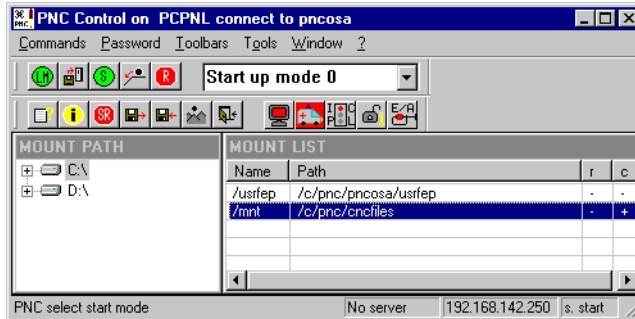 PNC Control on PCPNL connect to pncosa
Commands Password Toolbars Tools Window ?
LM S R Start up mode 0
i SR I C P L E/A
MOUNT PATH
C:\
D:\
MOUNT LIST
Name Path r c
/usrfep /c/pnc/pncosa/usrfep - -
/mnt /c/pnc/cncfiles - +
PNC select start mode No server 192.168.142.250 s. start